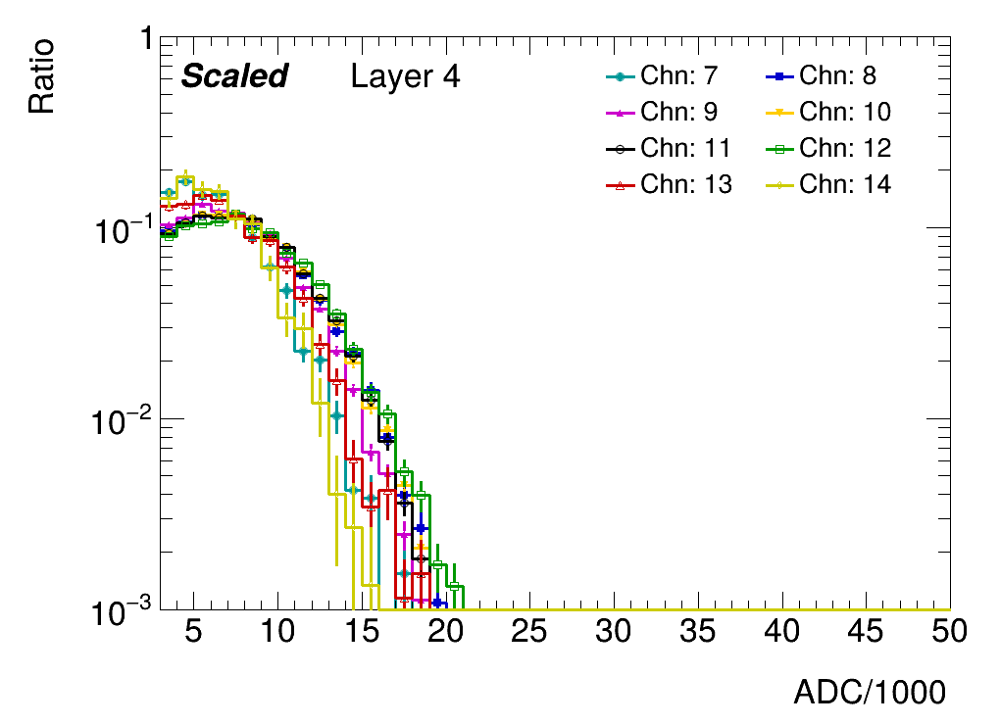 Ratio
1
10⁻¹
10⁻²
10⁻³
Scaled Layer 4
Chn: 7 Chn: 8
Chn: 9 Chn: 10
Chn: 11 Chn: 12
Chn: 13 Chn: 14
5 10 15 20 25 30 35 40 45 50
ADC/1000